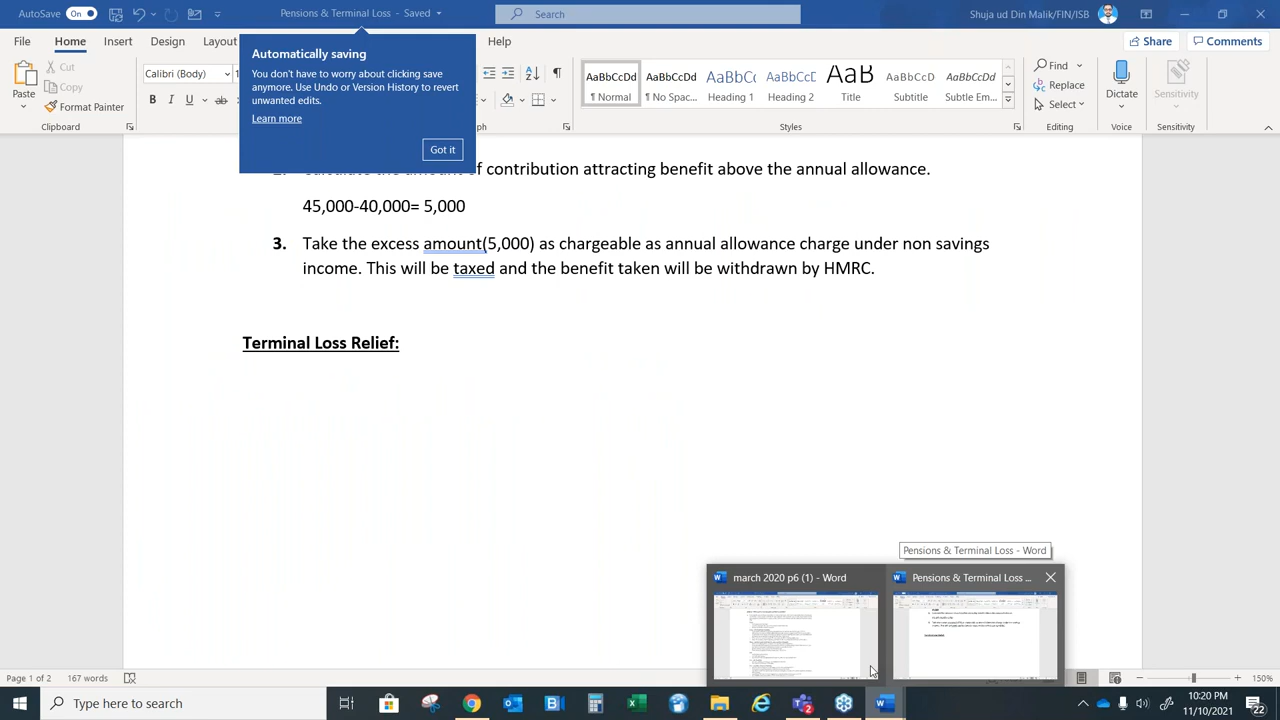 AutoSave On
Pensions & Terminal Loss
Search
Shuja ud Din Malik/FIN/ISB
File Home Insert Design Layout Help
Share Comments
Automatically saving
You don't have to worry about clicking save
anymore. Use Undo or Version History to revert
unwanted edits.
Learn more
Got it
Cut
Copy
Format Painter
Paste
Clipboard
Calibri (Body)
B I U ab
AaBbCcDd AaBbCcDd AaBbCc AaBbCcD AaB AaBbCcD AaBbCcDd
¶ Normal ¶ No Spac... Heading 1 Heading 2 Title Subtitle Subtle Em...
Styles
Find
Replace
Select
Editing
Dictate
Voice
Sensitivity
Sensitivity
of contribution attracting benefit above the annual allowance.
45,000-40,000= 5,000
3. Take the excess amount(5,000) as chargeable as annual allowance charge under non savings
income. This will be taxed and the benefit taken will be withdrawn by HMRC.
Terminal Loss Relief:
Pensions & Terminal Loss - Word
march 2020 p6 (1) - Word
Pensions & Terminal Loss ...
Page 1 of
words
150%
Type here to search
10:20 PM
11/10/2021
22